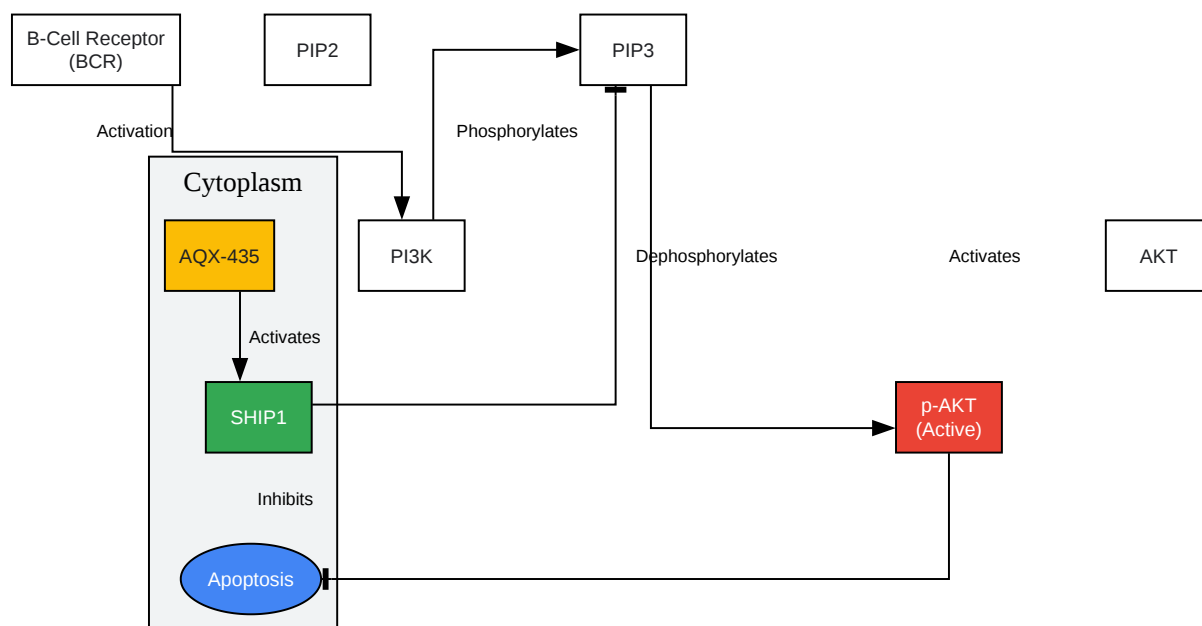 B-Cell Receptor
(BCR)
PIP2
PIP3
Activation
Phosphorylates
Cytoplasm
AQX-435
PI3K
Dephosphorylates
Activates
AKT
Activates
SHIP1
p-AKT
(Active)
Inhibits
Apoptosis